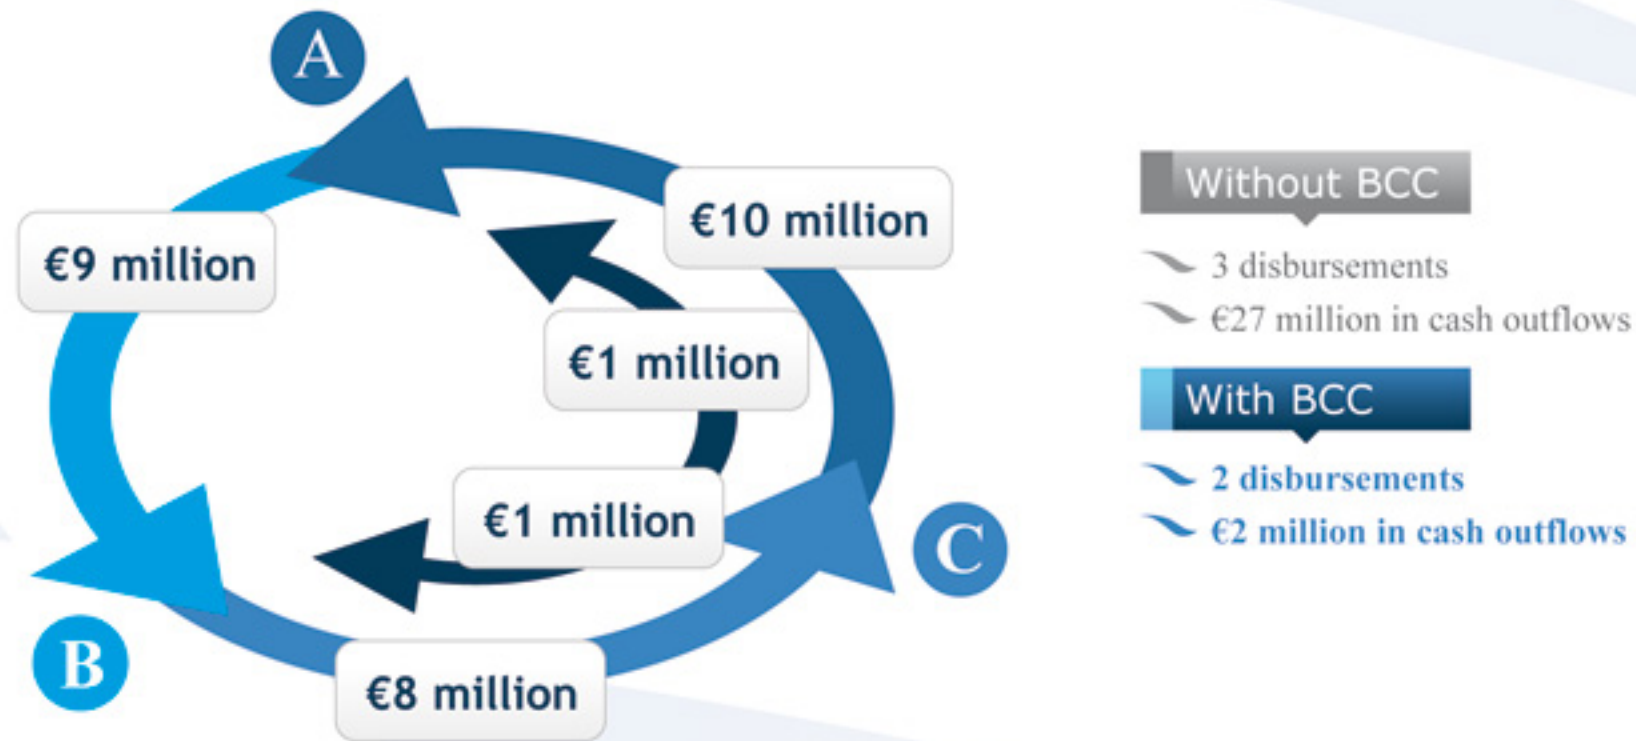 A
€10 million
€9 million
€1 million
€1 million
C
B
€8 million
Without BCC
3 disbursements
€27 million in cash outflows
With BCC
2 disbursements
€2 million in cash outflows